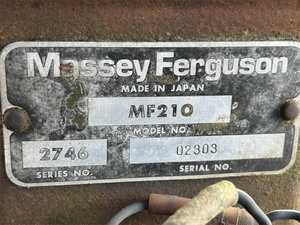 Massey Ferguson
MADE IN JAPAN
MF210
MODEL NO.
2746 02303
SERIES NO. SERIAL NO.